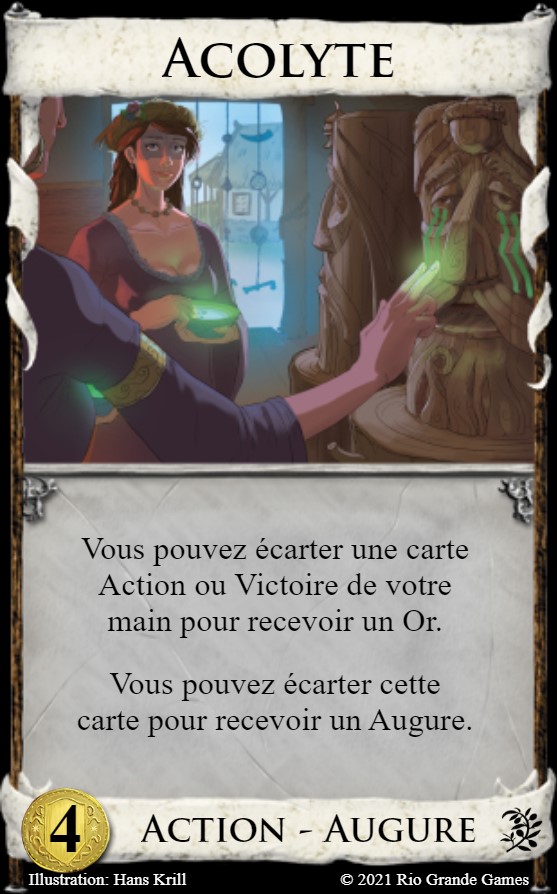 Acolyte
Vous pouvez écarter une carte
Action ou Victoire de votre
main pour recevoir un Or.
Vous pouvez écarter cette
carte pour recevoir un Augure.
4
Action - Augure
Illustration: Hans Krill
© 2021 Rio Grande Games